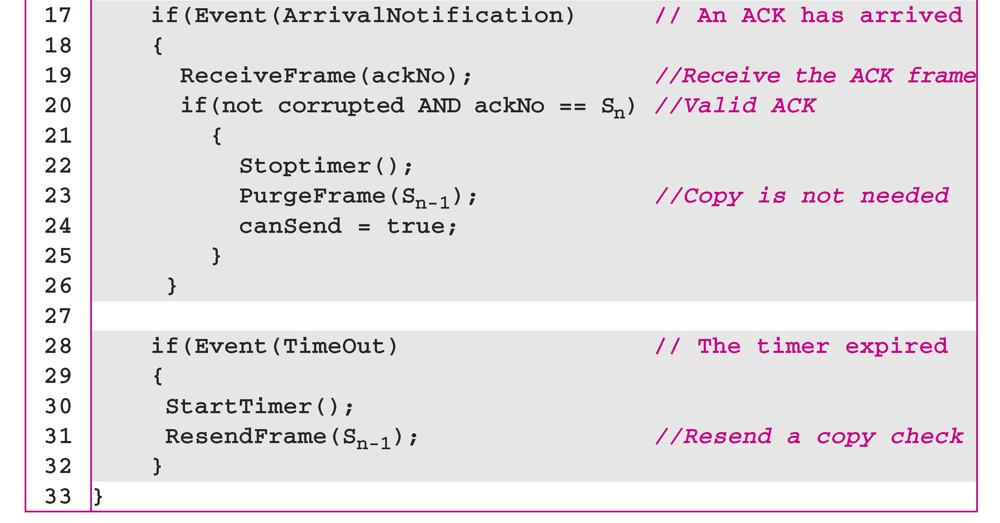 17 if(Event(ArrivalNotification) // An ACK has arrived
18 {
19 ReceiveFrame(ackNo); //Receive the ACK frame
20 if(not corrupted AND ackNo == Sn) //Valid ACK
21 {
22 Stoptimer();
23 PurgeFrame(Sn-1); //Copy is not needed
24 canSend = true;
25 }
26 }
27
28 if(Event(TimeOut) // The timer expired
29 {
30 StartTimer();
31 ResendFrame(Sn-1); //Resend a copy check
32 }
33 }